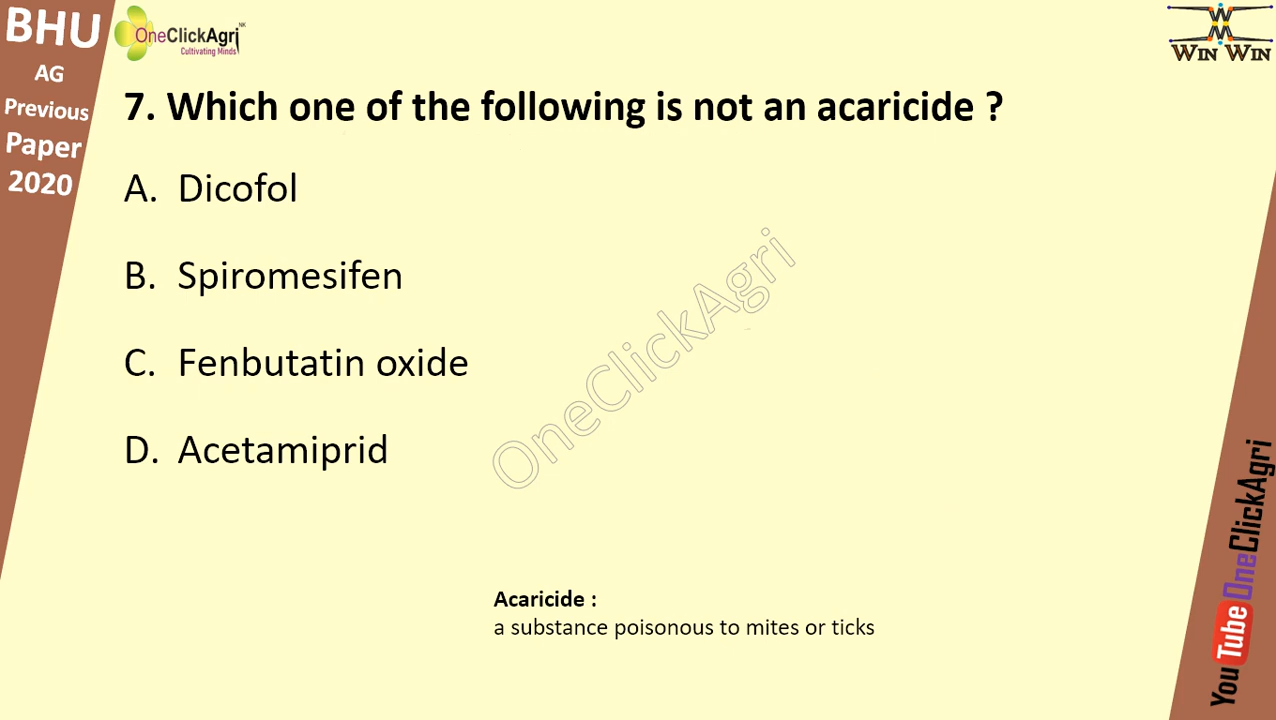 BHU
AG
Previous
Paper
2020
OneClickAgri
NK
Cultivating Minds
WIN WIN
7. Which one of the following is not an acaricide ?
A. Dicofol
B. Spiromesifen
C. Fenbutatin oxide
D. Acetamiprid
OneClickAgri
Acaricide :
a substance poisonous to mites or ticks
YouTube OneClickAgri